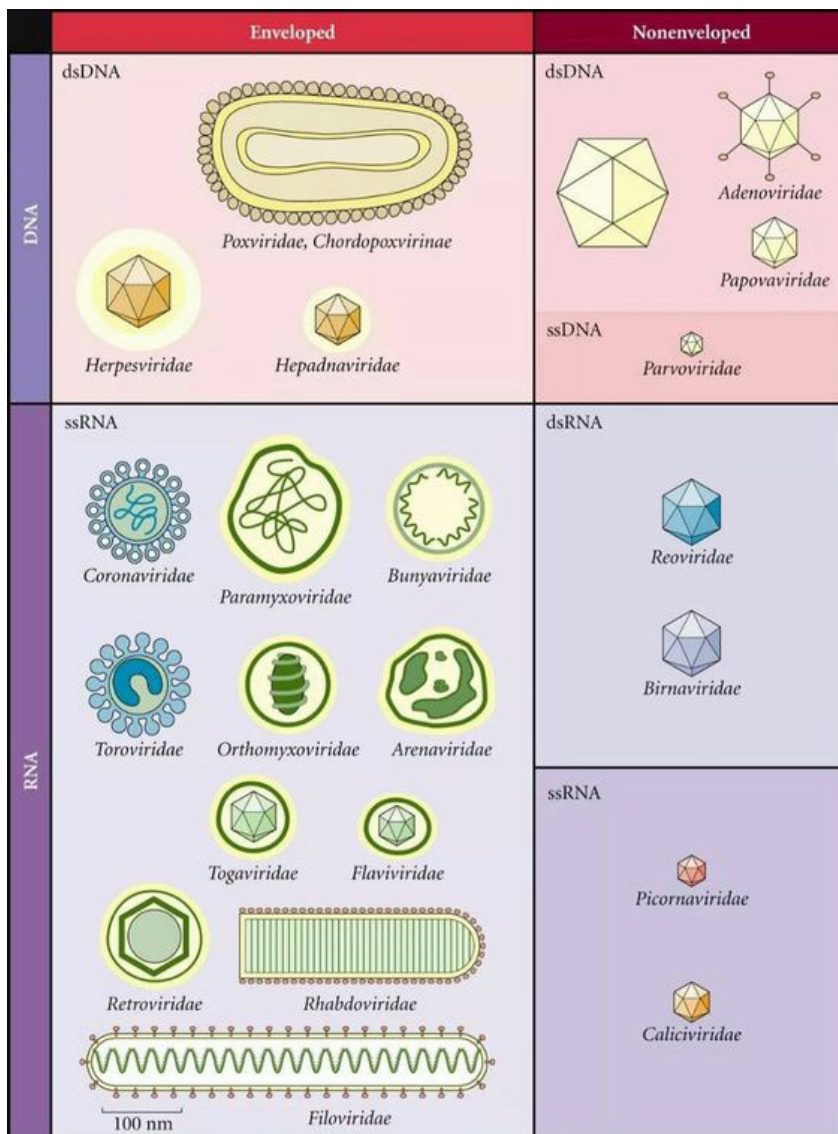 Enveloped
Nonenveloped
DNA
dsDNA
Poxviridae, Chordopoxvirinae
Herpesviridae
Hepadnaviridae
dsDNA
Adenoviridae
Papovaviridae
ssDNA
Parvoviridae
RNA
ssRNA
Coronaviridae
Paramyxoviridae
Bunyaviridae
Toroviridae
Orthomyxoviridae
Arenaviridae
Togaviridae
Flaviviridae
Retroviridae
Rhabdoviridae
Filoviridae
100 nm
dsRNA
Reoviridae
Birnaviridae
ssRNA
Picornaviridae
Caliciviridae